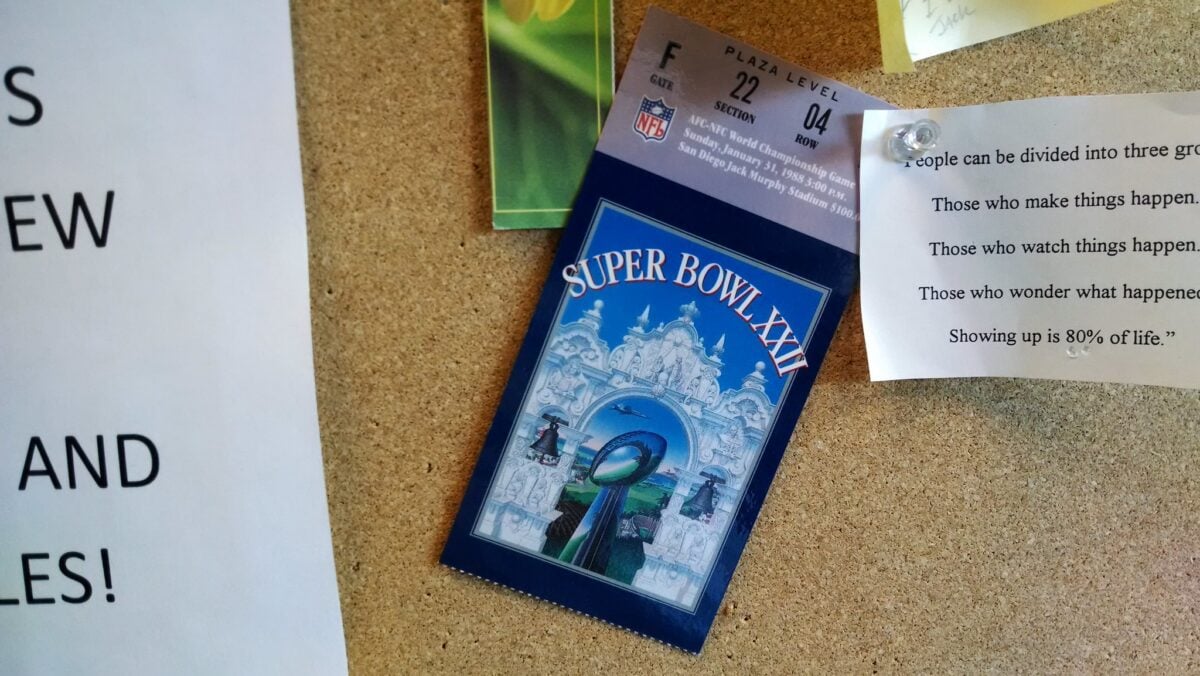 S
EW
AND
LES!
PLAZA LEVEL
F 22 04
GATE SECTION ROW
NFL
AFC-NFC World Championship Game
Sunday, January 31, 1988 3:00 P.M.
San Diego Jack Murphy Stadium $100.0
SUPER BOWL XXII
Jack
People can be divided into three gro
Those who make things happen.
Those who watch things happen.
Those who wonder what happened
Showing up is 80% of life.”